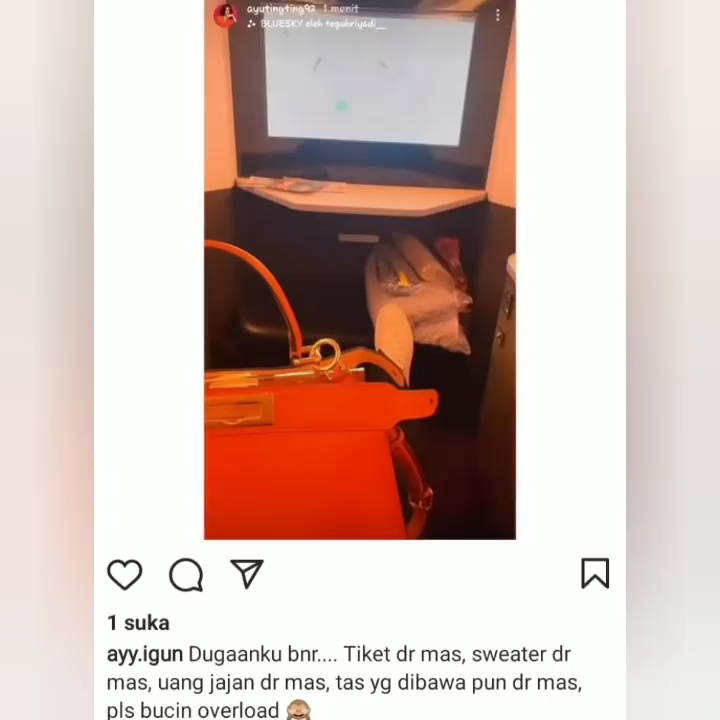 ayutingting92 1 menit
BLUESKY oleh teguhriyadi__
1 suka
ayy.igun Dugaanku bnr.... Tiket dr mas, sweater dr
mas, uang jajan dr mas, tas yg dibawa pun dr mas,
pls bucin overload 🙈